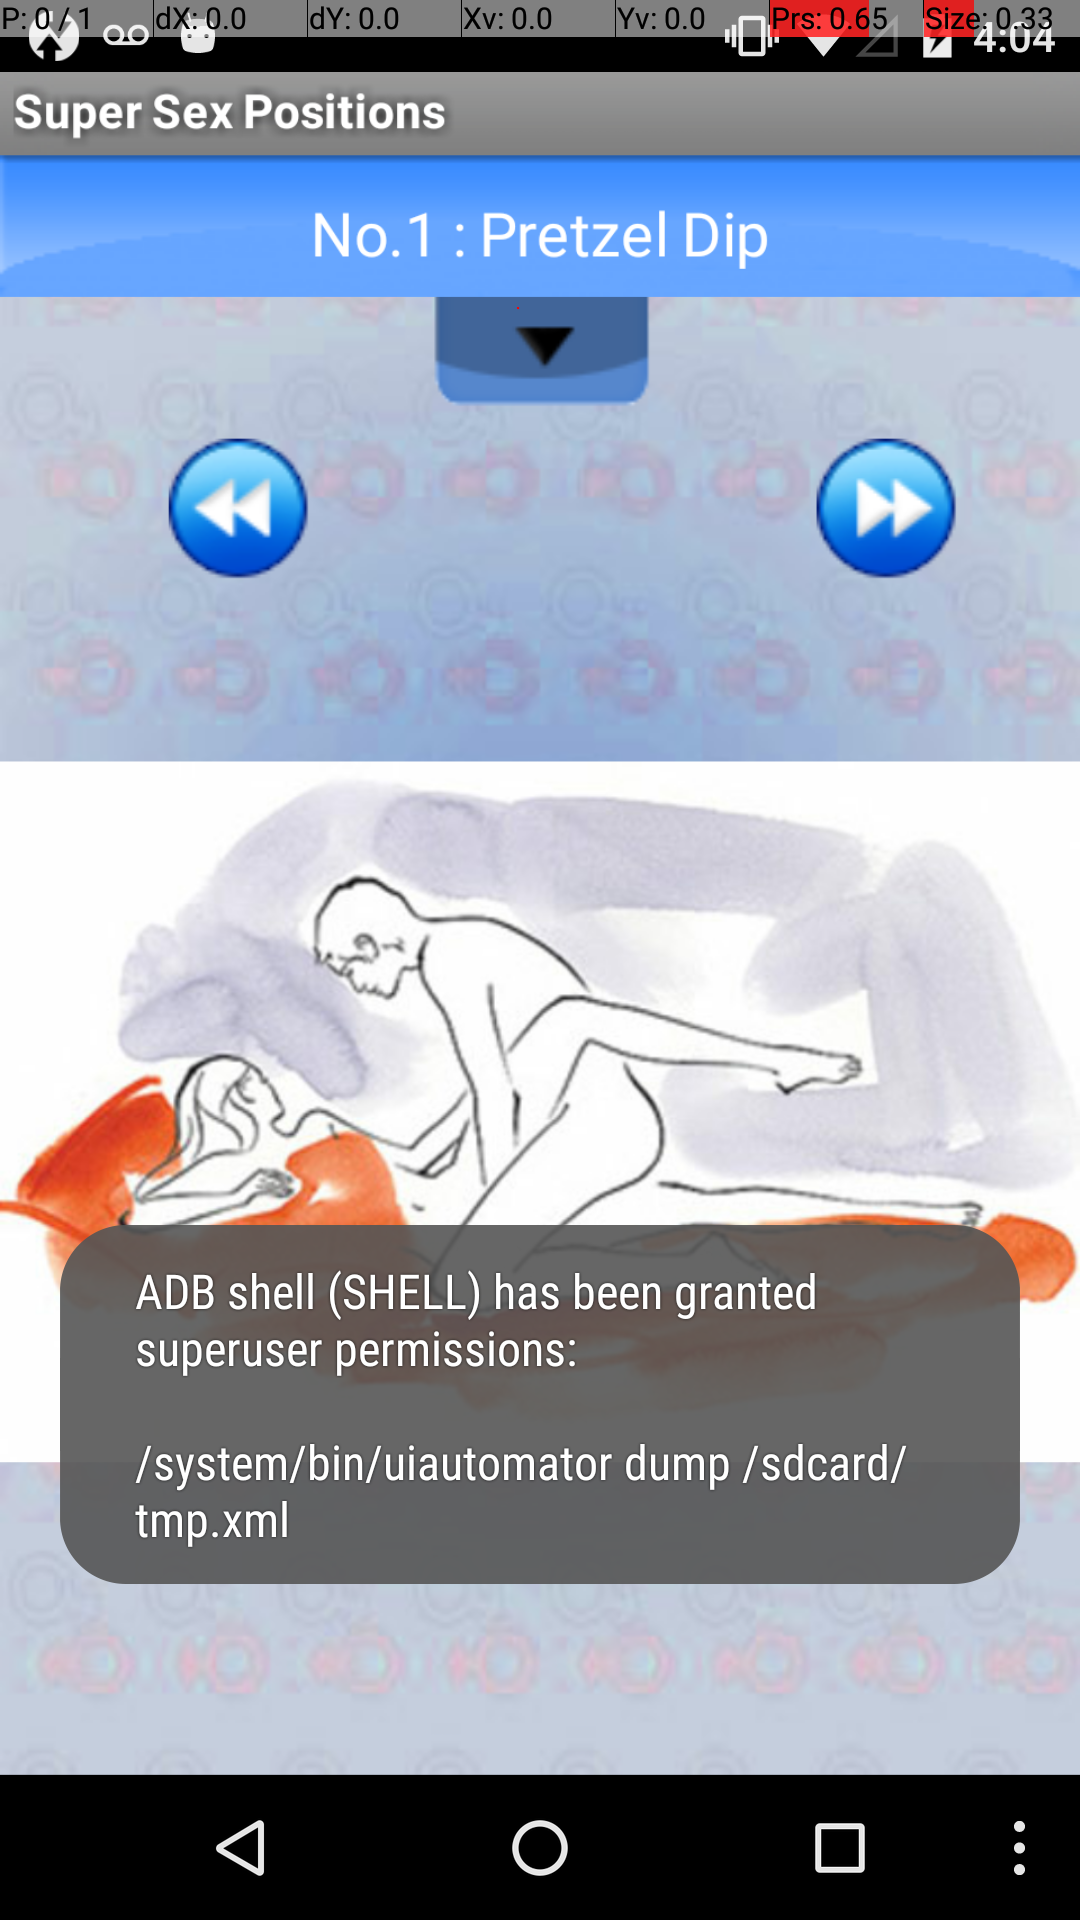 P: 0 / 1 dX: 0.0 dY: 0.0 Xv: 0.0 Yv: 0.0 Prs: 0.65 Size: 0.33
4:04
Super Sex Positions
No.1 : Pretzel Dip
ADB shell (SHELL) has been granted
superuser permissions:
/system/bin/uiautomator dump /sdcard/
tmp.xml